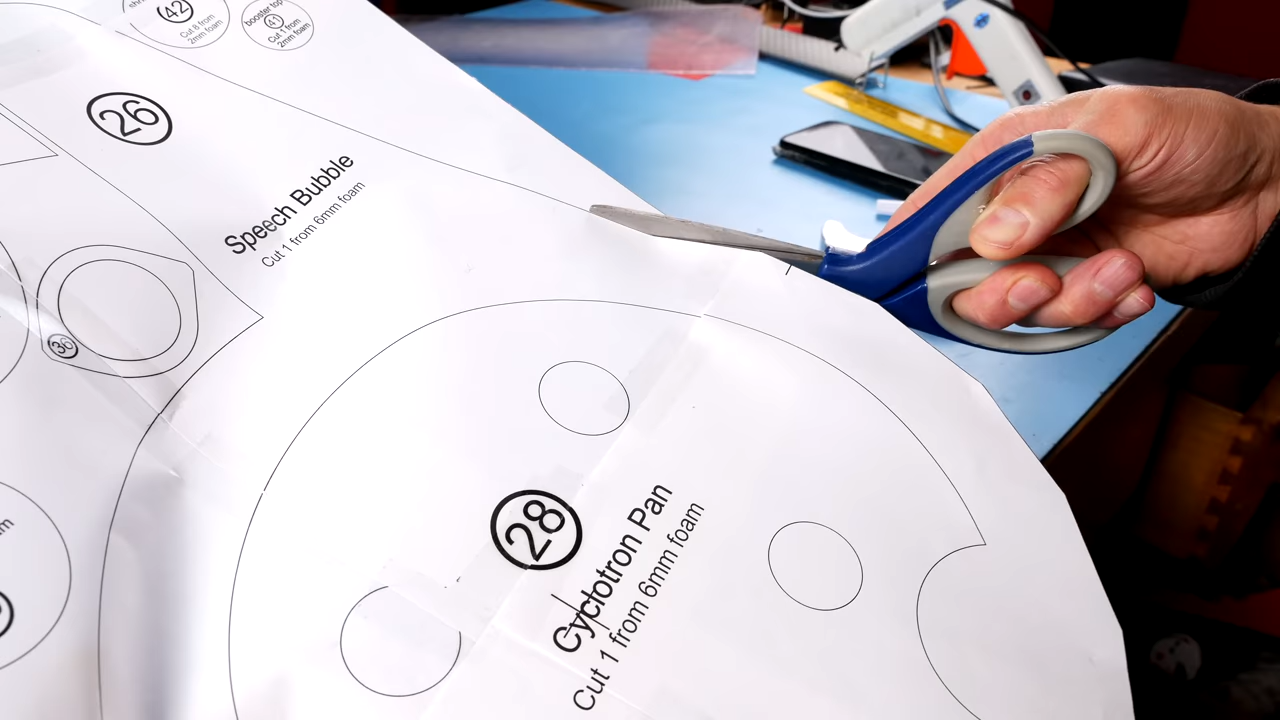 42
Cut 8 from
2mm foam
booster top
41
Cut 1 from
2mm foam
26
Speech Bubble
Cut 1 from 6mm foam
36
28
Cyclotron Pan
Cut 1 from 6mm foam